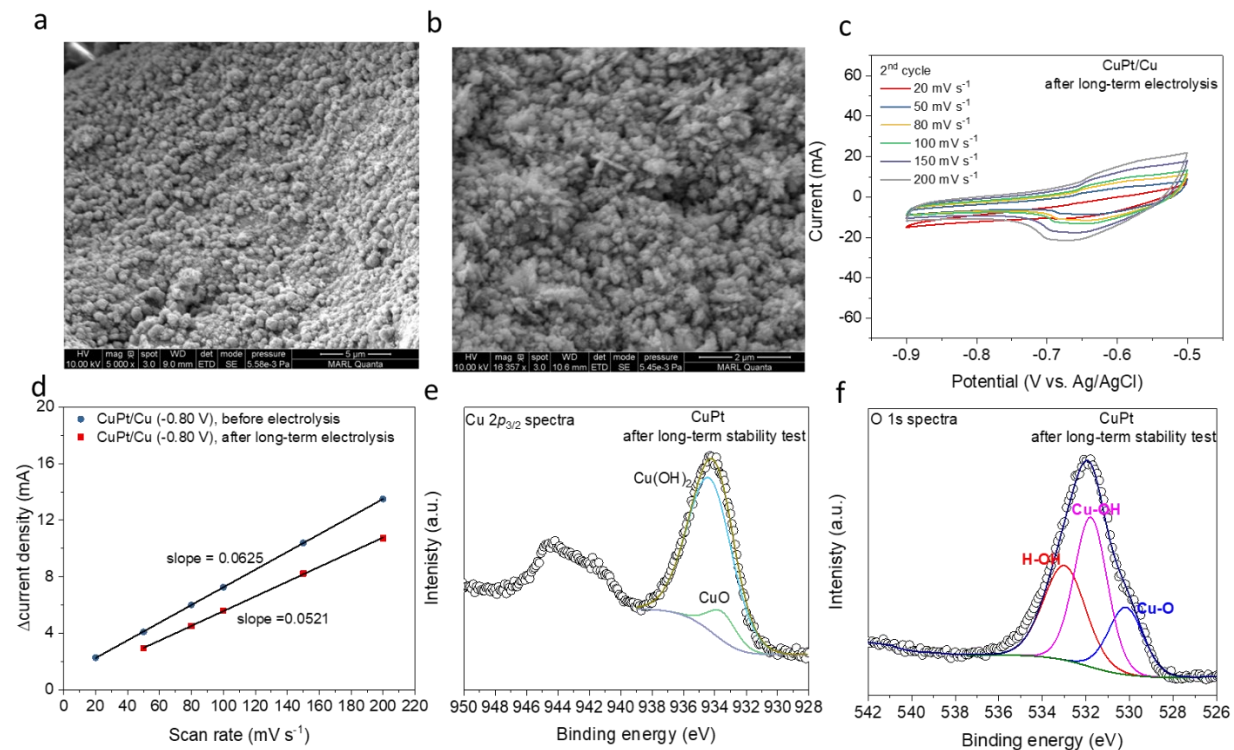 a
b
c
HV
mag
spot
WD
det
mode
pressure
5 µm
10.00 kV
5 000 x
3.0
9.0 mm
ETD
SE
5.58e-3 Pa
MARL Quanta
HV
mag
spot
WD
det
mode
pressure
2 µm
10.00 kV
16 357 x
3.0
10.6 mm
ETD
SE
5.45e-3 Pa
MARL Quanta
60
40
20
0
-20
-40
-60
Current (mA)
2nd cycle
20 mV s-1
50 mV s-1
80 mV s-1
100 mV s-1
150 mV s-1
200 mV s-1
CuPt/Cu
after long-term electrolysis
-0.9 -0.8 -0.7 -0.6 -0.5
Potential (V vs. Ag/AgCl)
d
20
16
12
8
4
0
Δcurrent density (mA)
CuPt/Cu (-0.80 V), before electrolysis
CuPt/Cu (-0.80 V), after long-term electrolysis
slope = 0.0625
slope =0.0521
0 20 40 60 80 100 120 140 160 180 200 220
Scan rate (mV s-1)
e
Cu 2p3/2 spectra
CuPt
after long-term stability test
Cu(OH)2
CuO
Intenisty (a.u.)
950 948 946 944 942 940 938 936 934 932 930 928
Binding energy (eV)
f
O 1s spectra
CuPt
after long-term stability test
Cu-OH
H-OH
Cu-O
Intenisty (a.u.)
542 540 538 536 534 532 530 528 526
Binding energy (eV)